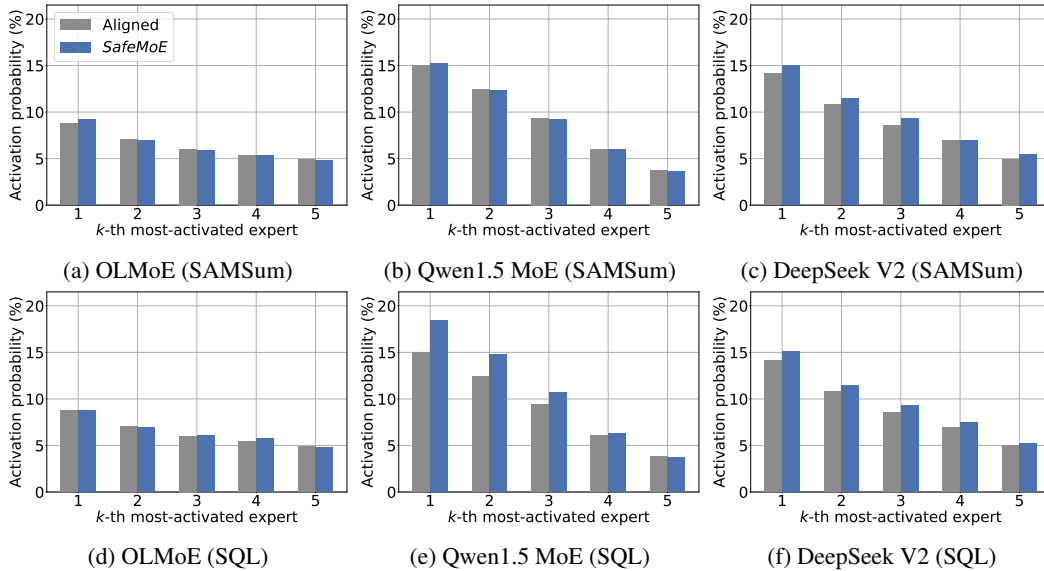 Aligned
SafeMoE
Activation probability (%)
20
15
10
5
0
1 2 3 4 5
k-th most-activated expert
(a) OLMoE (SAMSum)
Activation probability (%)
20
15
10
5
0
1 2 3 4 5
k-th most-activated expert
(b) Qwen1.5 MoE (SAMSum)
Activation probability (%)
20
15
10
5
0
1 2 3 4 5
k-th most-activated expert
(c) DeepSeek V2 (SAMSum)
Activation probability (%)
20
15
10
5
0
1 2 3 4 5
k-th most-activated expert
(d) OLMoE (SQL)
Activation probability (%)
20
15
10
5
0
1 2 3 4 5
k-th most-activated expert
(e) Qwen1.5 MoE (SQL)
Activation probability (%)
20
15
10
5
0
1 2 3 4 5
k-th most-activated expert
(f) DeepSeek V2 (SQL)